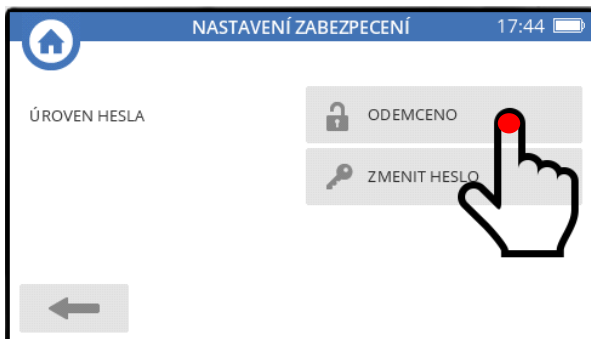 NASTAVENÍ ZABEZPECENÍ 17:44
ÚROVEN HESLA
ODEMCENO
ZMENIT HESLO